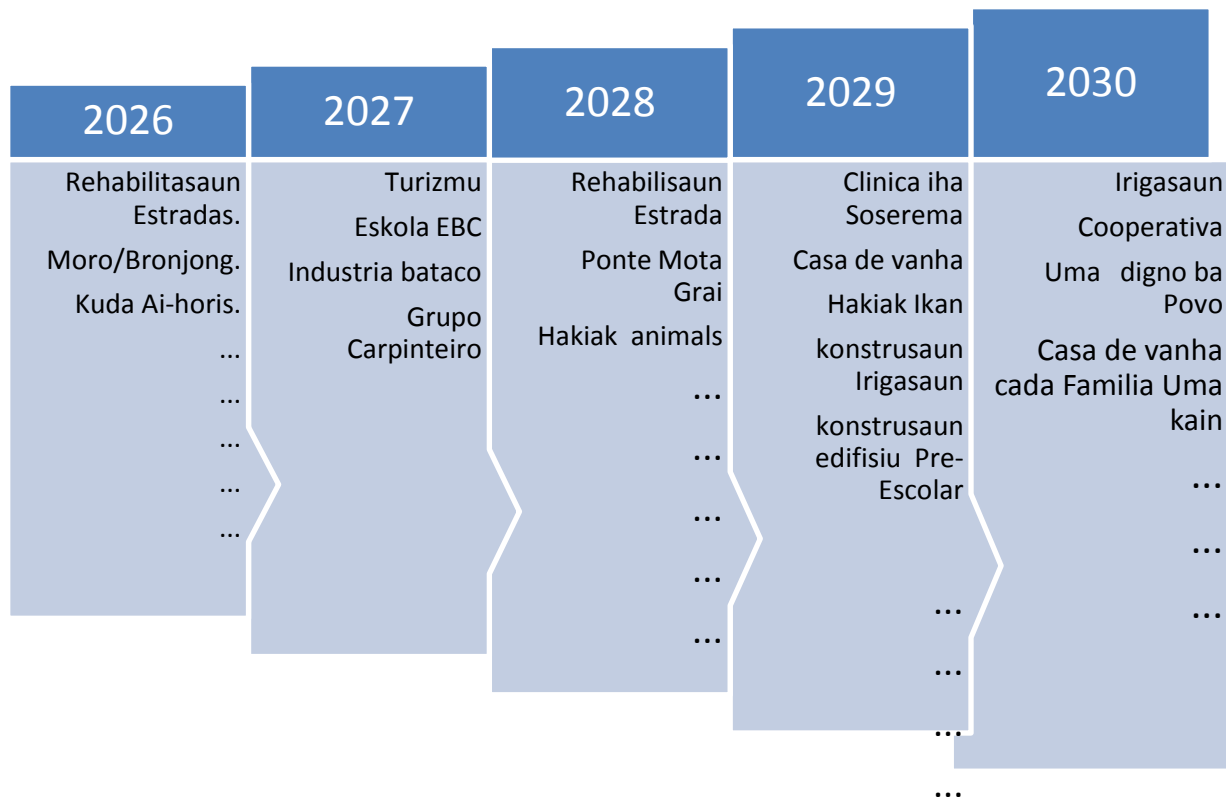 2026
Rehabilitasaun
Estradas.
Moro/Bronjong.
Kuda Ai-horis.
...
...
...
...
...
2027
Turizmu
Eskola EBC
Industria bataco
Grupo
Carpinteiro
2028
Rehabilisaun
Estrada
Ponte Mota
Grai
Hakiak animals
...
...
...
...
...
2029
Clinica iha
Soserema
Casa de vanha
Hakiak Ikan
konstrusaun
Irigasaun
konstrusaun
edifisiu Pre-
Escolar
...
...
...
...
2030
Irigasaun
Cooperativa
Uma digno ba
Povo
Casa de vanha
cada Familia Uma
kain
...
...
...